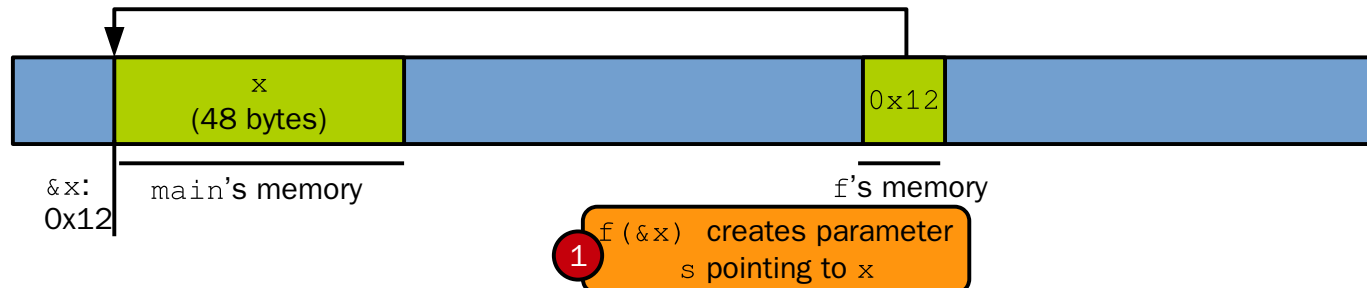 x
(48 bytes)
0x12
&x:
0x12
main's memory
f's memory
1
f(&x) creates parameter
s pointing to x